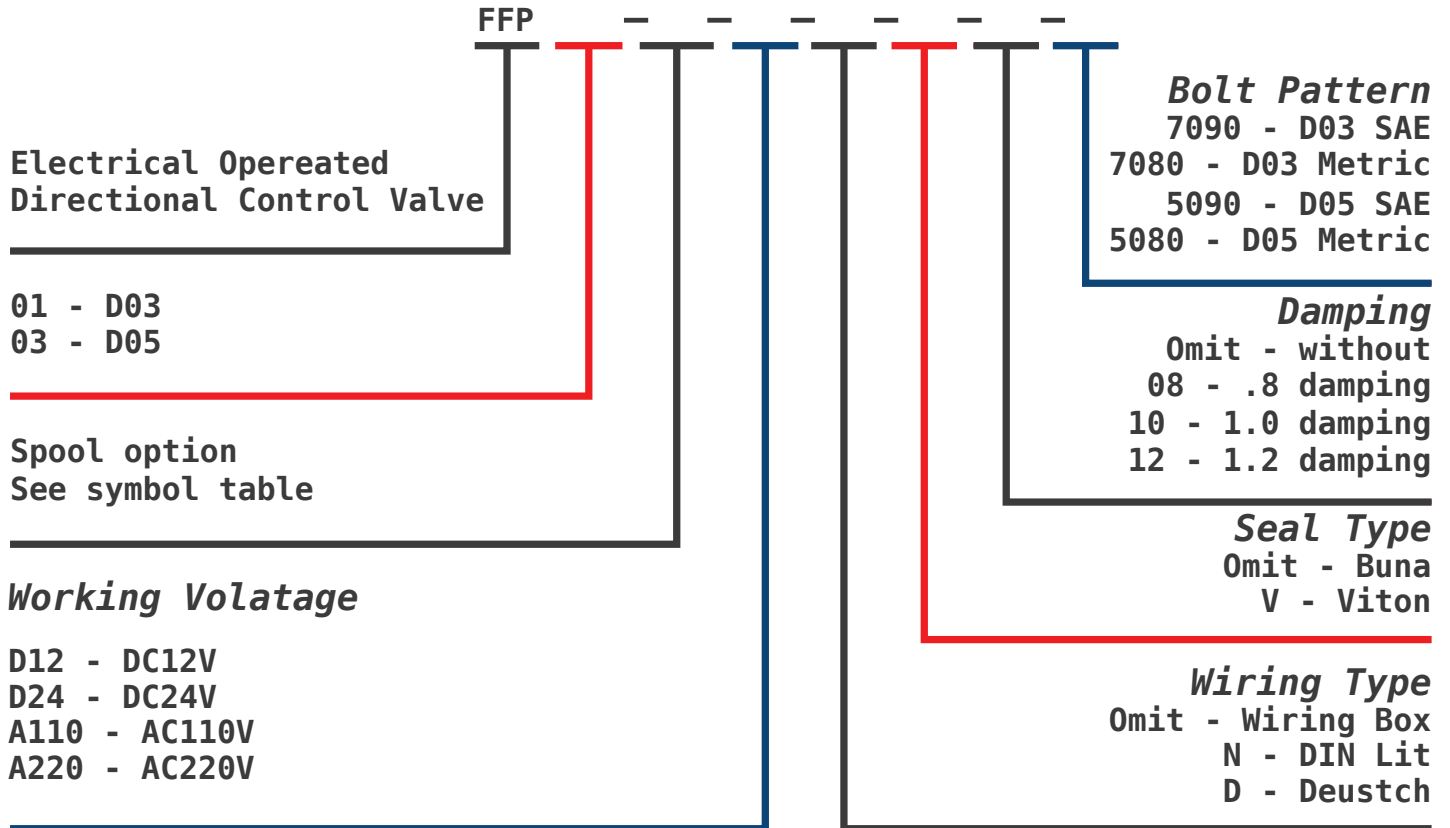 FFP – – – – – –
Electrical Opereated
Directional Control Valve
01 - D03
03 - D05
Spool option
See symbol table
Working Volatage
D12 - DC12V
D24 - DC24V
A110 - AC110V
A220 - AC220V
Bolt Pattern
7090 - D03 SAE
7080 - D03 Metric
5090 - D05 SAE
5080 - D05 Metric
Damping
Omit - without
08 - .8 damping
10 - 1.0 damping
12 - 1.2 damping
Seal Type
Omit - Buna
V - Viton
Wiring Type
Omit - Wiring Box
N - DIN Lit
D - Deustch